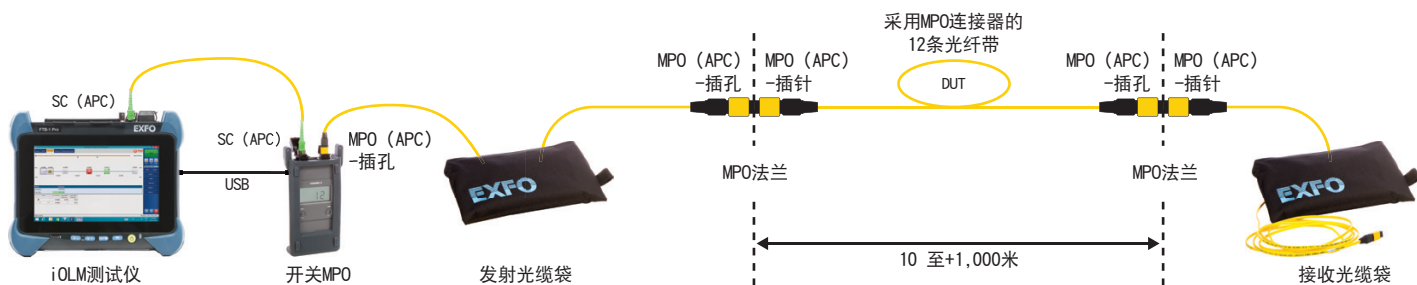 采用MPO连接器的
12条光纤带
DUT
MPO (APC)
-插孔
MPO (APC)
-插针
MPO (APC)
-插孔
MPO (APC)
-插针
SC (APC)
FTB-1 Pro
EXFO
SC (APC)
MPO (APC)
-插孔
USB
12
EXFO
EXFO
MPO法兰
MPO法兰
10 至+1,000米
iOLM测试仪
开关MPO
发射光缆袋
接收光缆袋